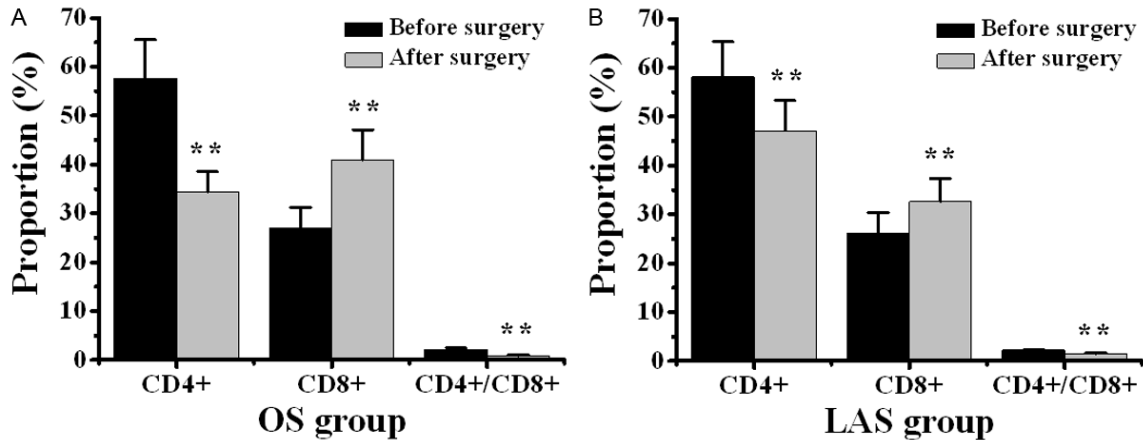 A
Proportion (%)
70
60
50
40
30
20
10
0
Before surgery
After surgery
**
**
**
CD4+ CD8+ CD4+/CD8+
OS group
B
Proportion (%)
70
60
50
40
30
20
10
0
Before surgery
After surgery
**
**
**
CD4+ CD8+ CD4+/CD8+
LAS group